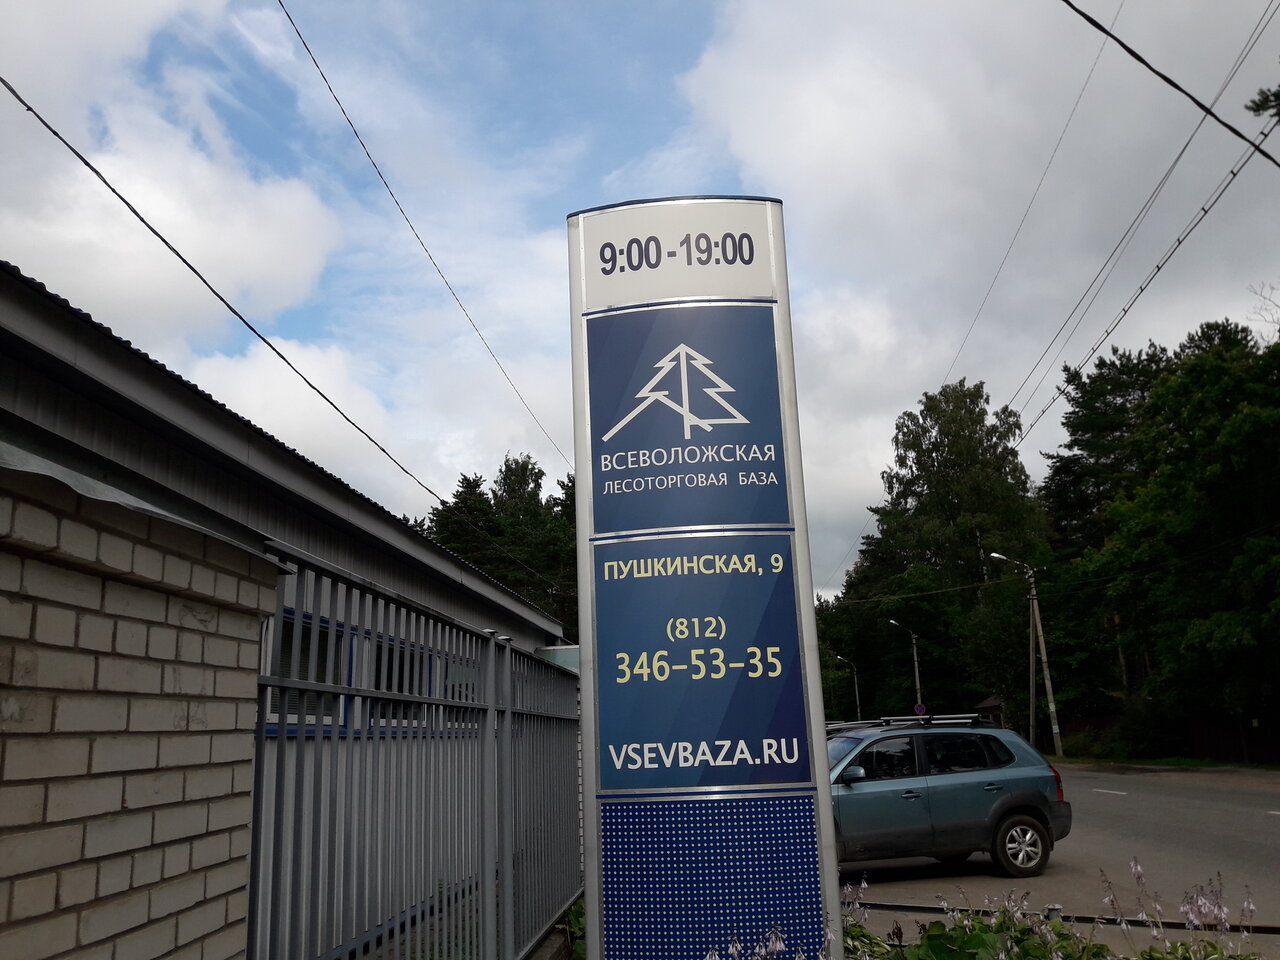 9:00-19:00
ВСЕВОЛОЖСКАЯ
ЛЕСОТОРГОВАЯ БАЗА
ПУШКИНСКАЯ, 9
(812)
346-53-35
VSEVBAZA.RU